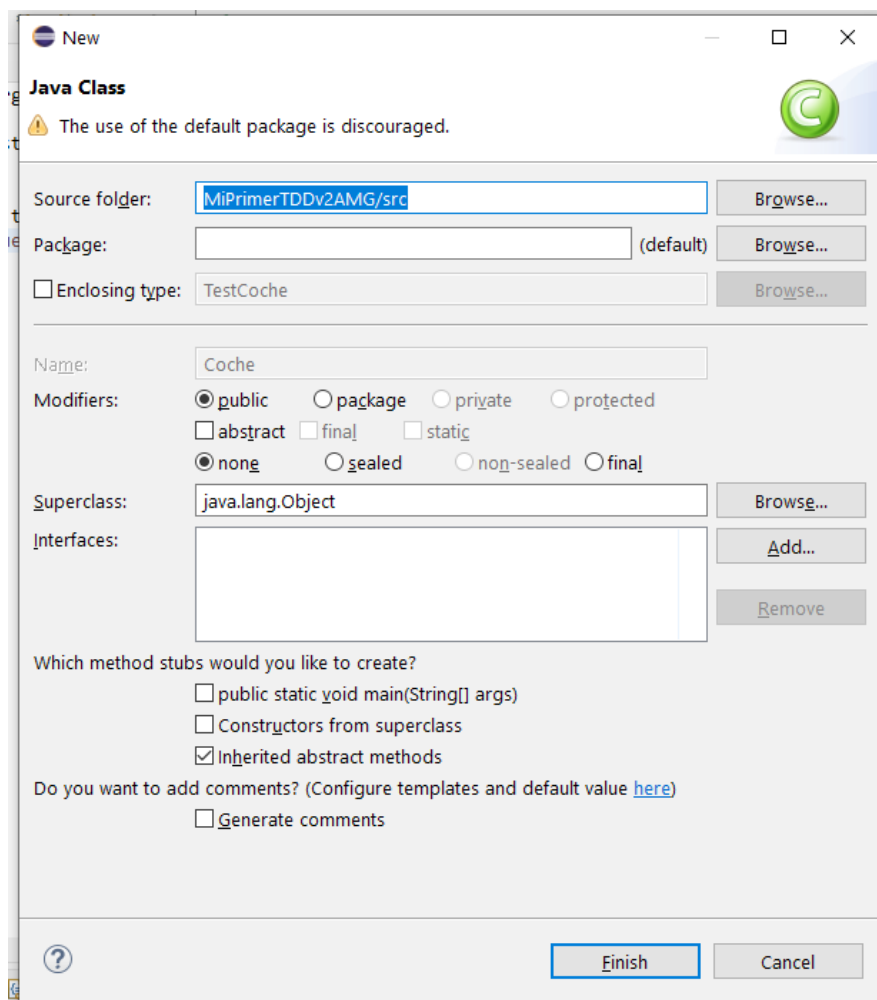 New
Java Class
The use of the default package is discouraged.
Source folder: MiPrimerTDDv2AMG/src Browse...
Package: (default) Browse...
Enclosing type: TestCoche Browse...
Name: Coche
Modifiers: public package private protected
abstract final static
none sealed non-sealed final
Superclass: java.lang.Object Browse...
Interfaces: Add...
Remove
Which method stubs would you like to create?
public static void main(String[] args)
Constructors from superclass
Inherited abstract methods
Do you want to add comments? (Configure templates and default value here)
Generate comments
Finish Cancel